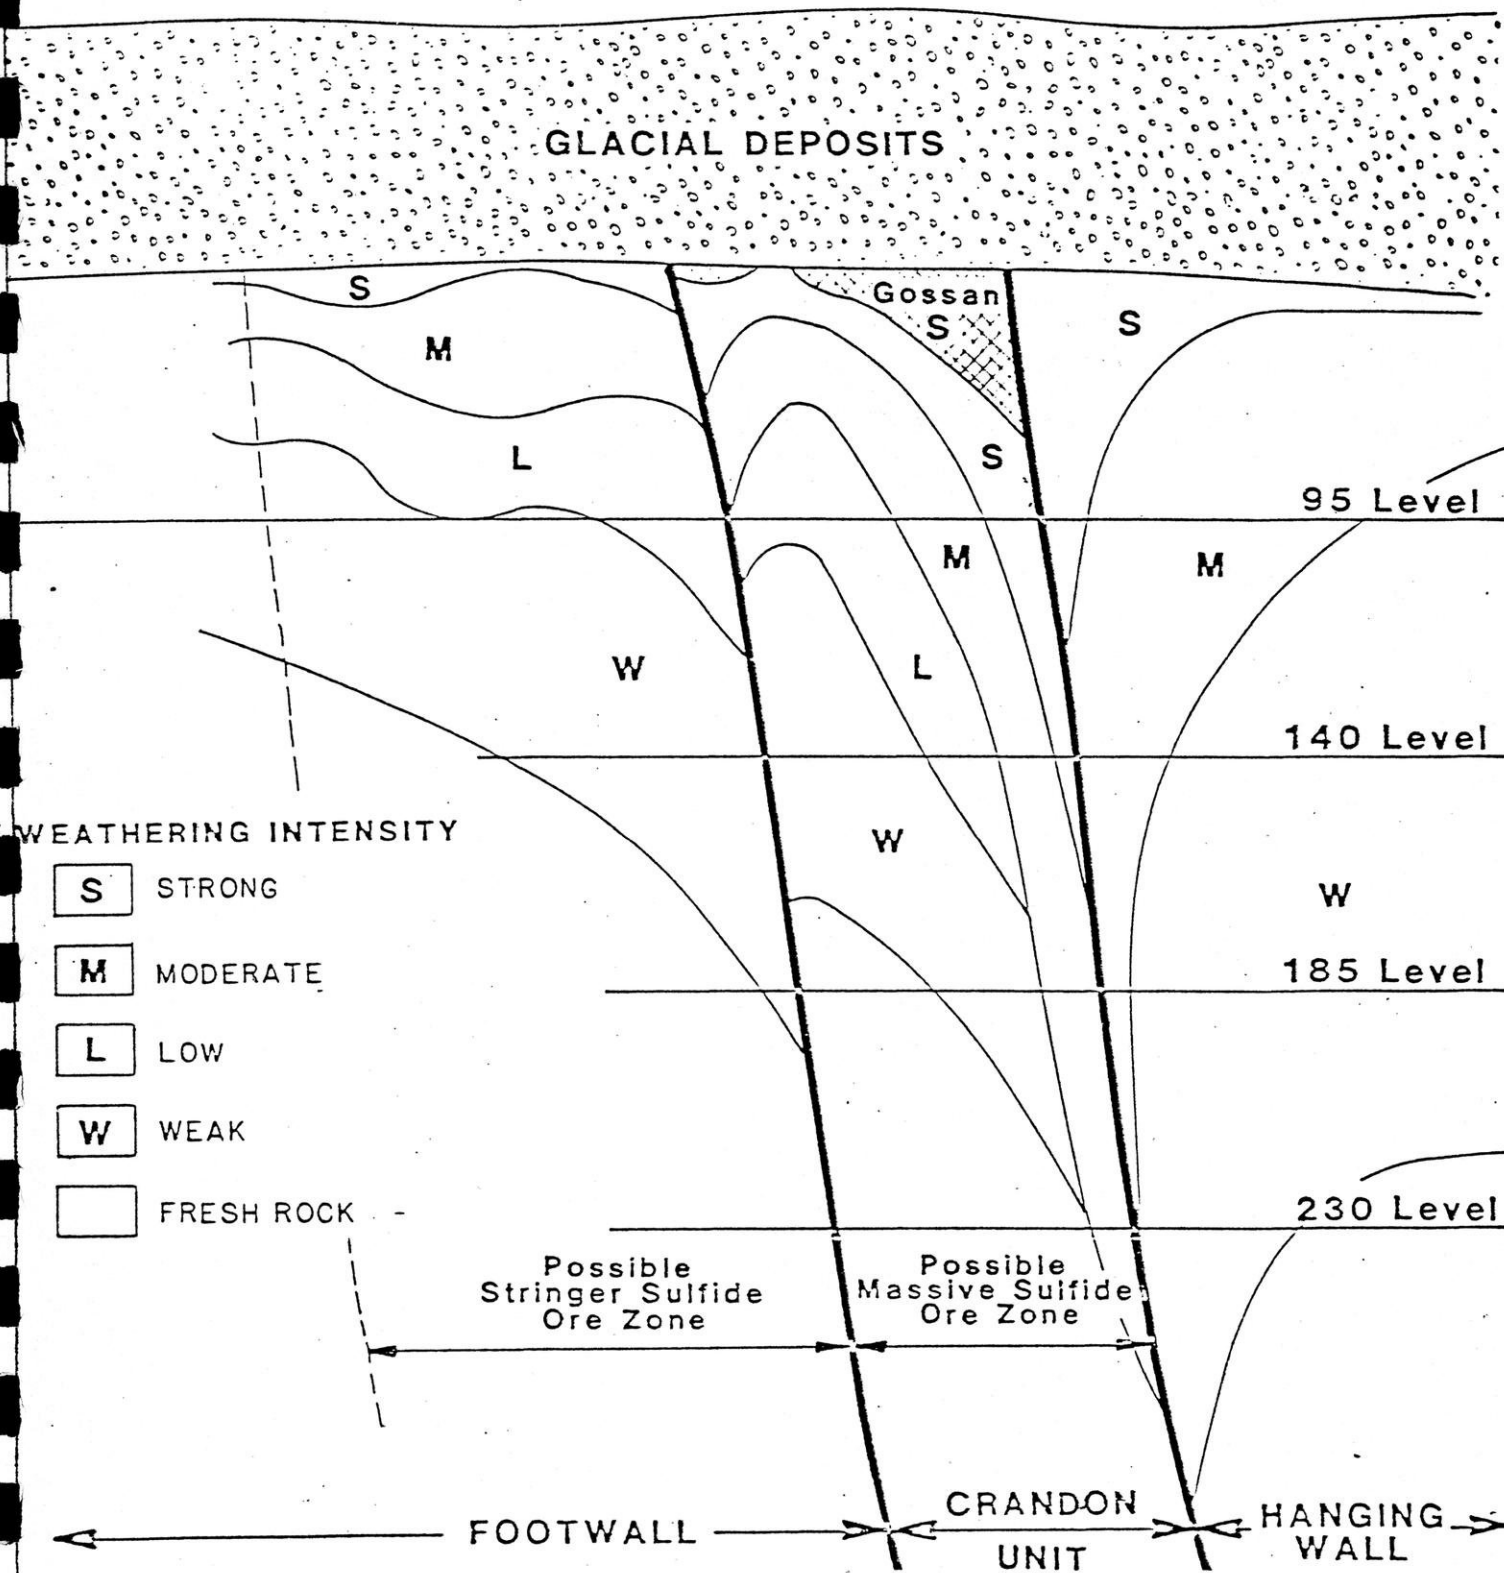 GLACIAL DEPOSITS
S
Gossan
S
S
M
L
S
95 Level
M
M
W
L
140 Level
WEATHERING INTENSITY
W
S STRONG
W
M MODERATE
185 Level
L LOW
W WEAK
FRESH ROCK
230 Level
Possible
Stringer Sulfide
Ore Zone
Possible
Massive Sulfide
Ore Zone
FOOTWALL
CRANDON
UNIT
HANGING
WALL